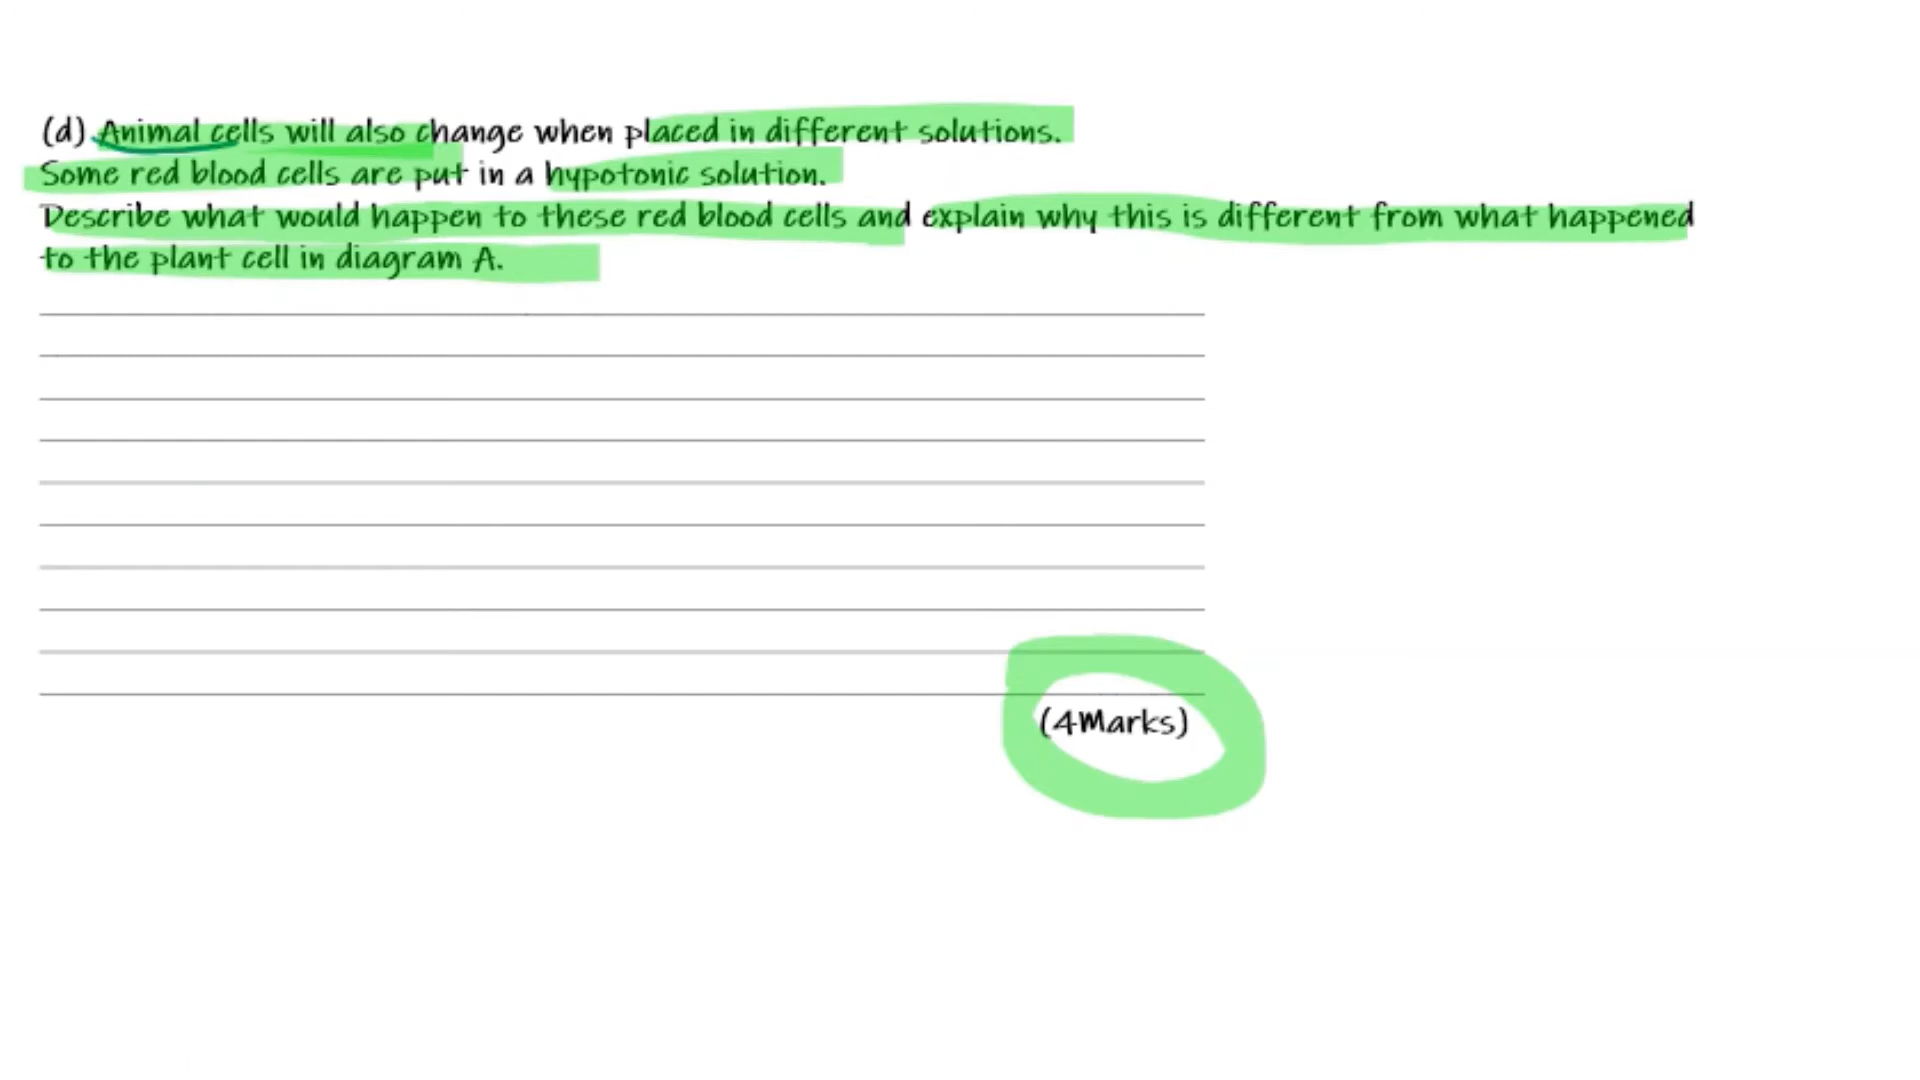 (d) Animal cells will also change when placed in different solutions.
Some red blood cells are put in a hypotonic solution.
Describe what would happen to these red blood cells and explain why this is different from what happened
to the plant cell in diagram A.
(4Marks)